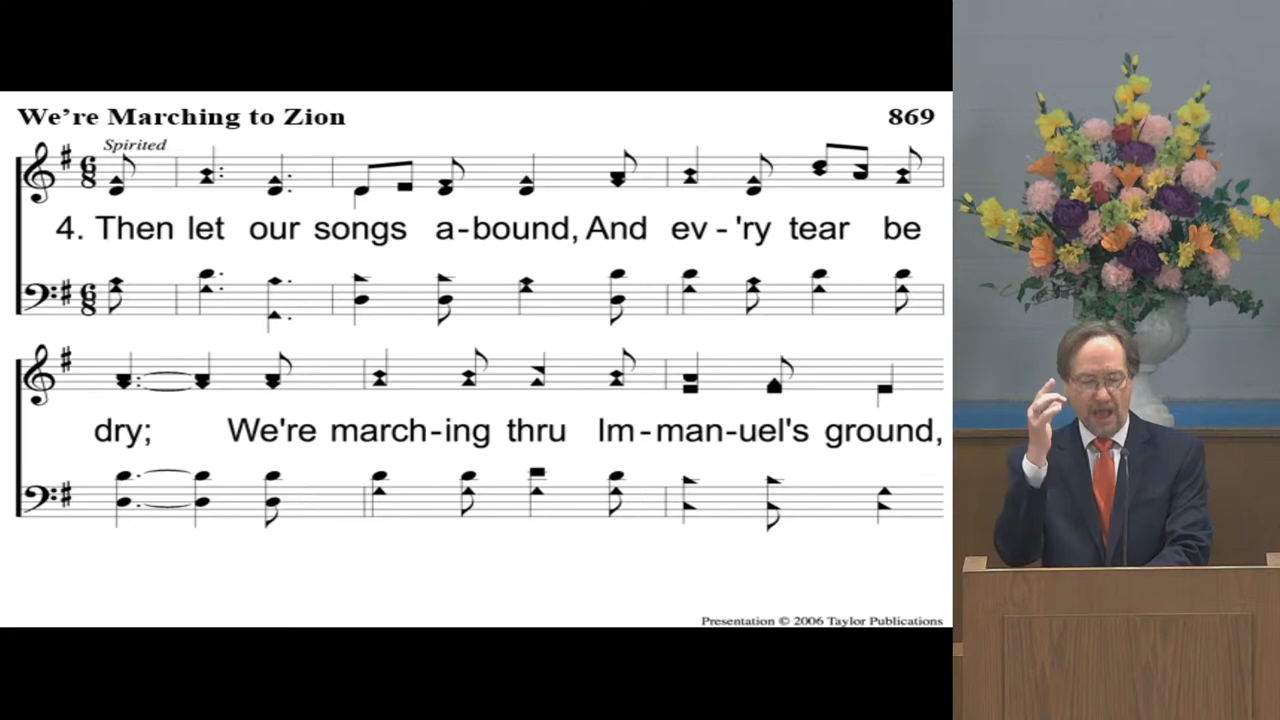 We're Marching to Zion 869
Spirited
4. Then let our songs a-bound, And ev-'ry tear be
dry; We're march-ing thru Im-man-uel's ground,
Presentation © 2006 Taylor Publications